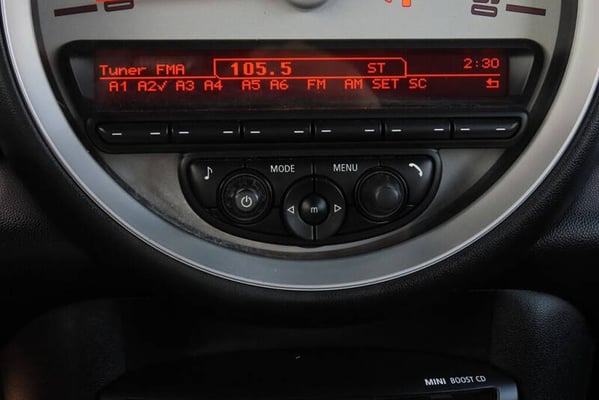 Tuner FMA 105.5 ST 2:30
A1 A2✓ A3 A4 A5 A6 FM AM SET SC
MODE MENU
m
MINI BOOST CD